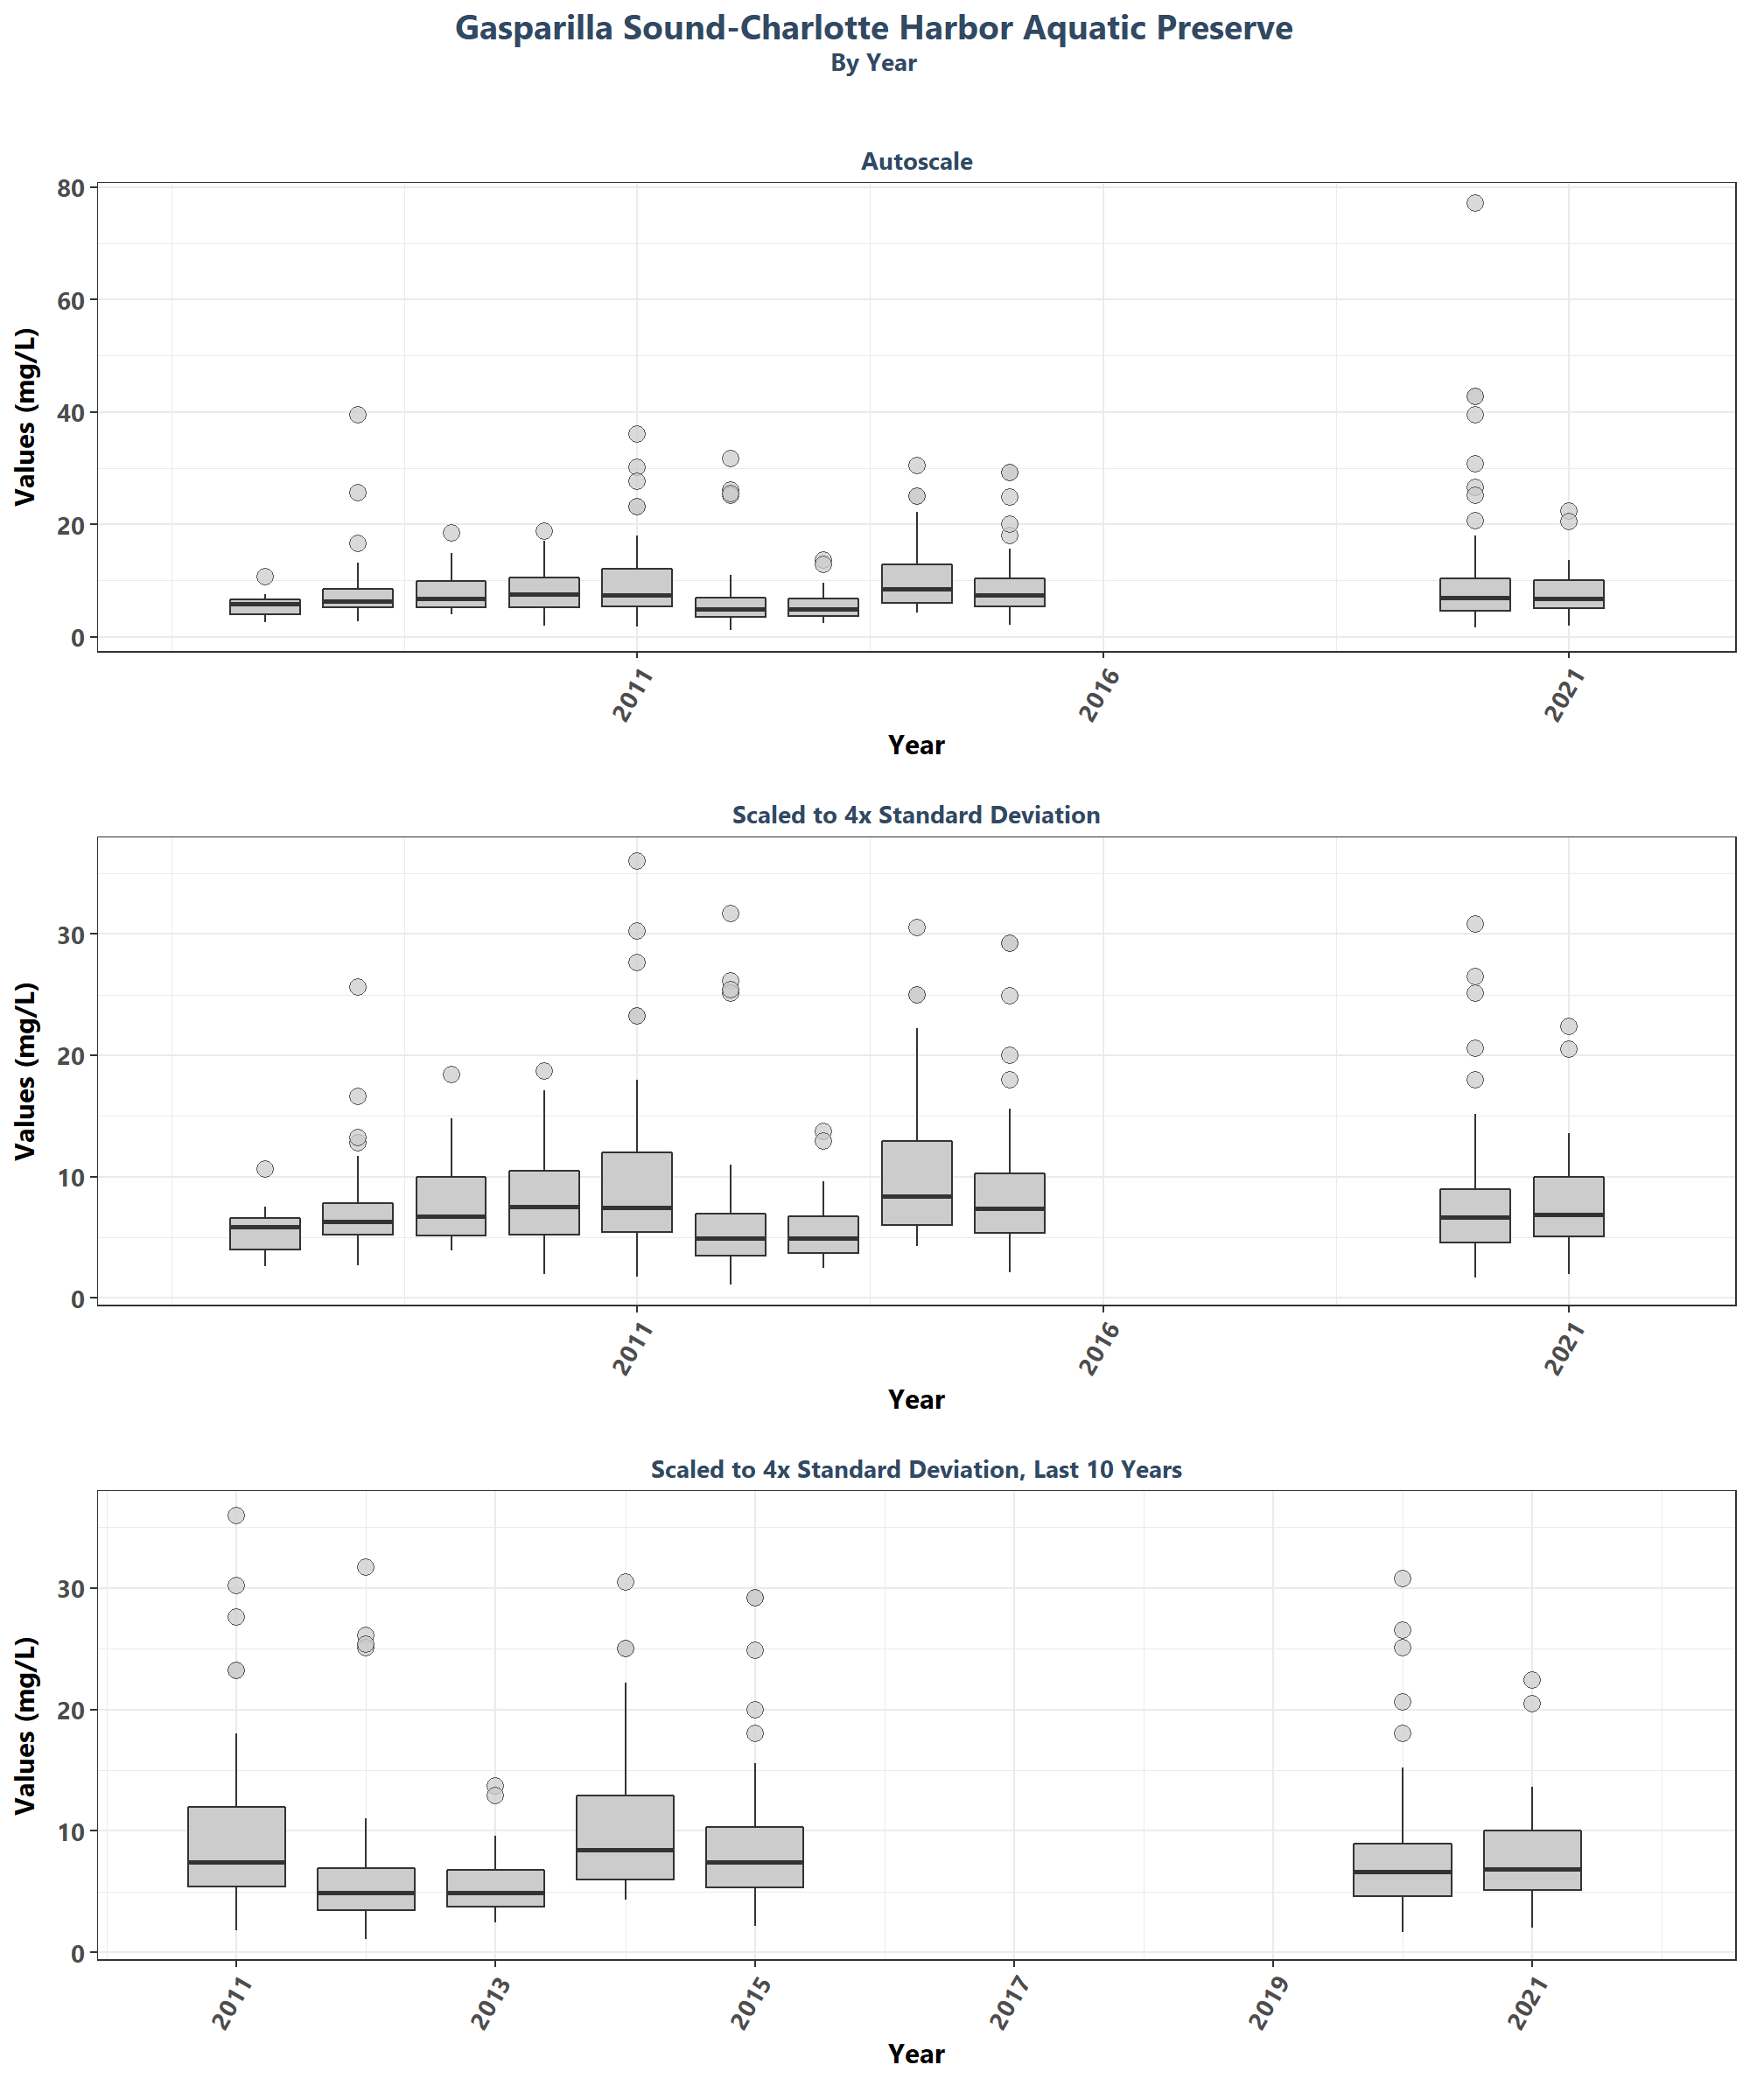 Gasparilla Sound-Charlotte Harbor Aquatic Preserve
By Year
Autoscale
80
60
40
20
0
Values (mg/L)
2011 2016 2021
Year
Scaled to 4x Standard Deviation
30
20
10
0
Values (mg/L)
2011 2016 2021
Year
Scaled to 4x Standard Deviation, Last 10 Years
30
20
10
0
Values (mg/L)
2011 2013 2015 2017 2019 2021
Year